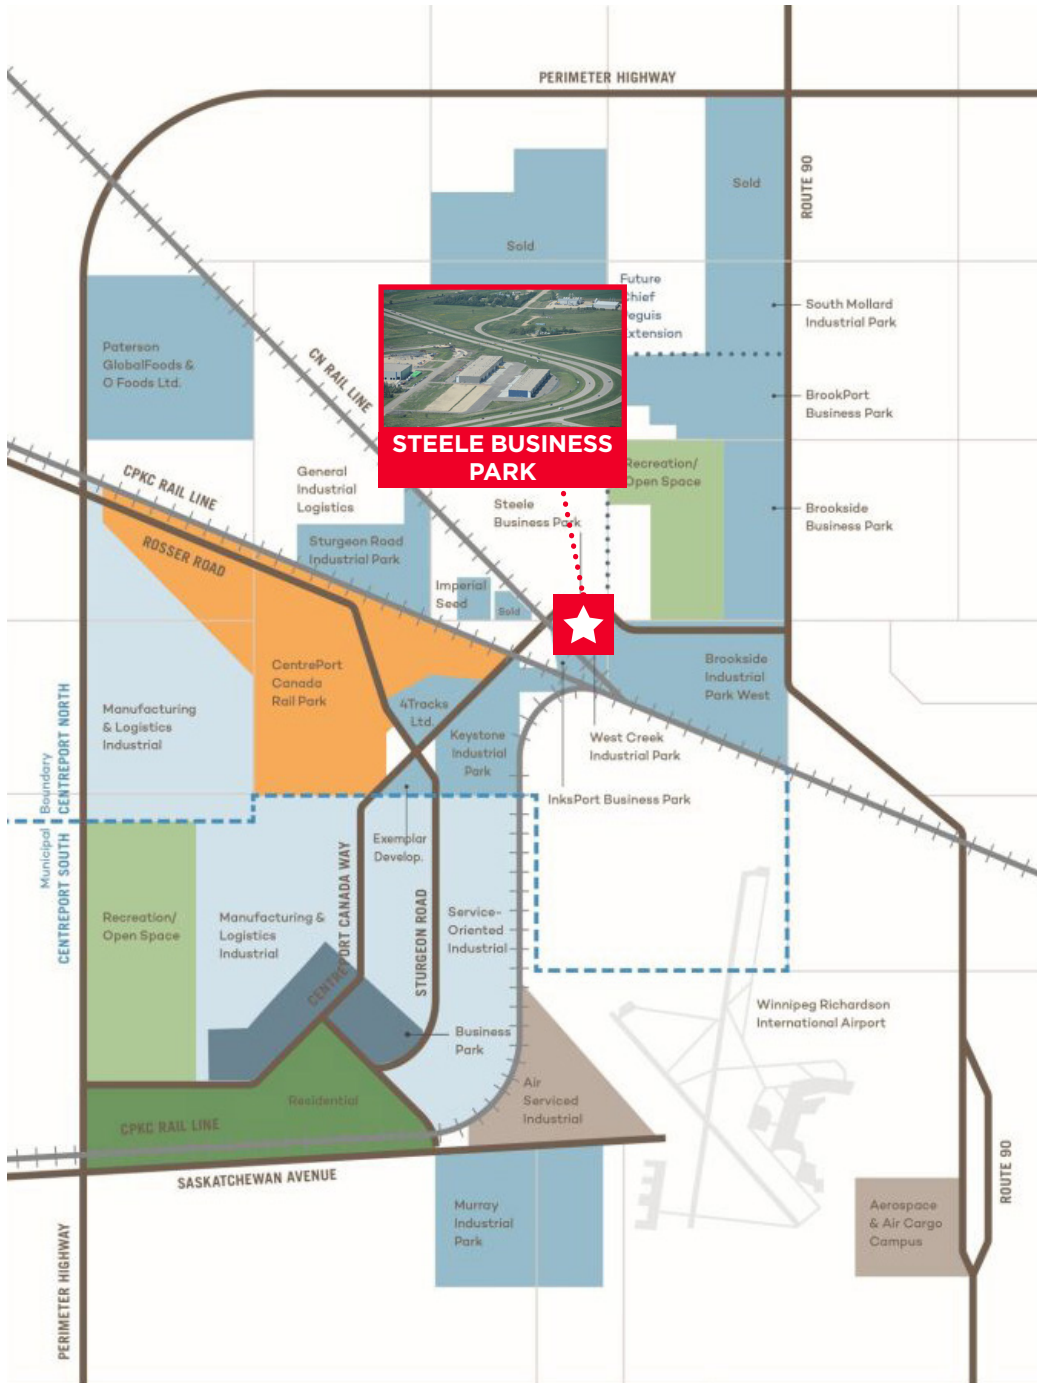 PERIMETER HIGHWAY
ROUTE 90
Sold
Sold
Future
Chief
Peguis
Extension
South Mollard
Industrial Park
Paterson
GlobalFoods &
O Foods Ltd.
CN RAIL LINE
BrookPort
Business Park
STEELE BUSINESS
PARK
CPKC RAIL LINE
General
Industrial
Logistics
Recreation/
Open Space
Steele
Business Park
Brookside
Business Park
ROSSER ROAD
Sturgeon Road
Industrial Park
Imperial
Seed
Sold
CentrePort
Canada
Rail Park
Brookside
Industrial
Park West
Manufacturing
& Logistics
Industrial
4Tracks
Ltd.
Keystone
Industrial
Park
West Creek
Industrial Park
InksPort Business Park
Municipal Boundary
CENTREPORT NORTH
CENTREPORT SOUTH
Exemplar
Develop.
CENTREPORT CANADA WAY
STURGEON ROAD
Recreation/
Open Space
Manufacturing &
Logistics
Industrial
Service-
Oriented
Industrial
Winnipeg Richardson
International Airport
Business
Park
Air
Serviced
Industrial
Residential
CPKC RAIL LINE
SASKATCHEWAN AVENUE
Murray
Industrial
Park
Aerospace
& Air Cargo
Campus
ROUTE 90
PERIMETER HIGHWAY